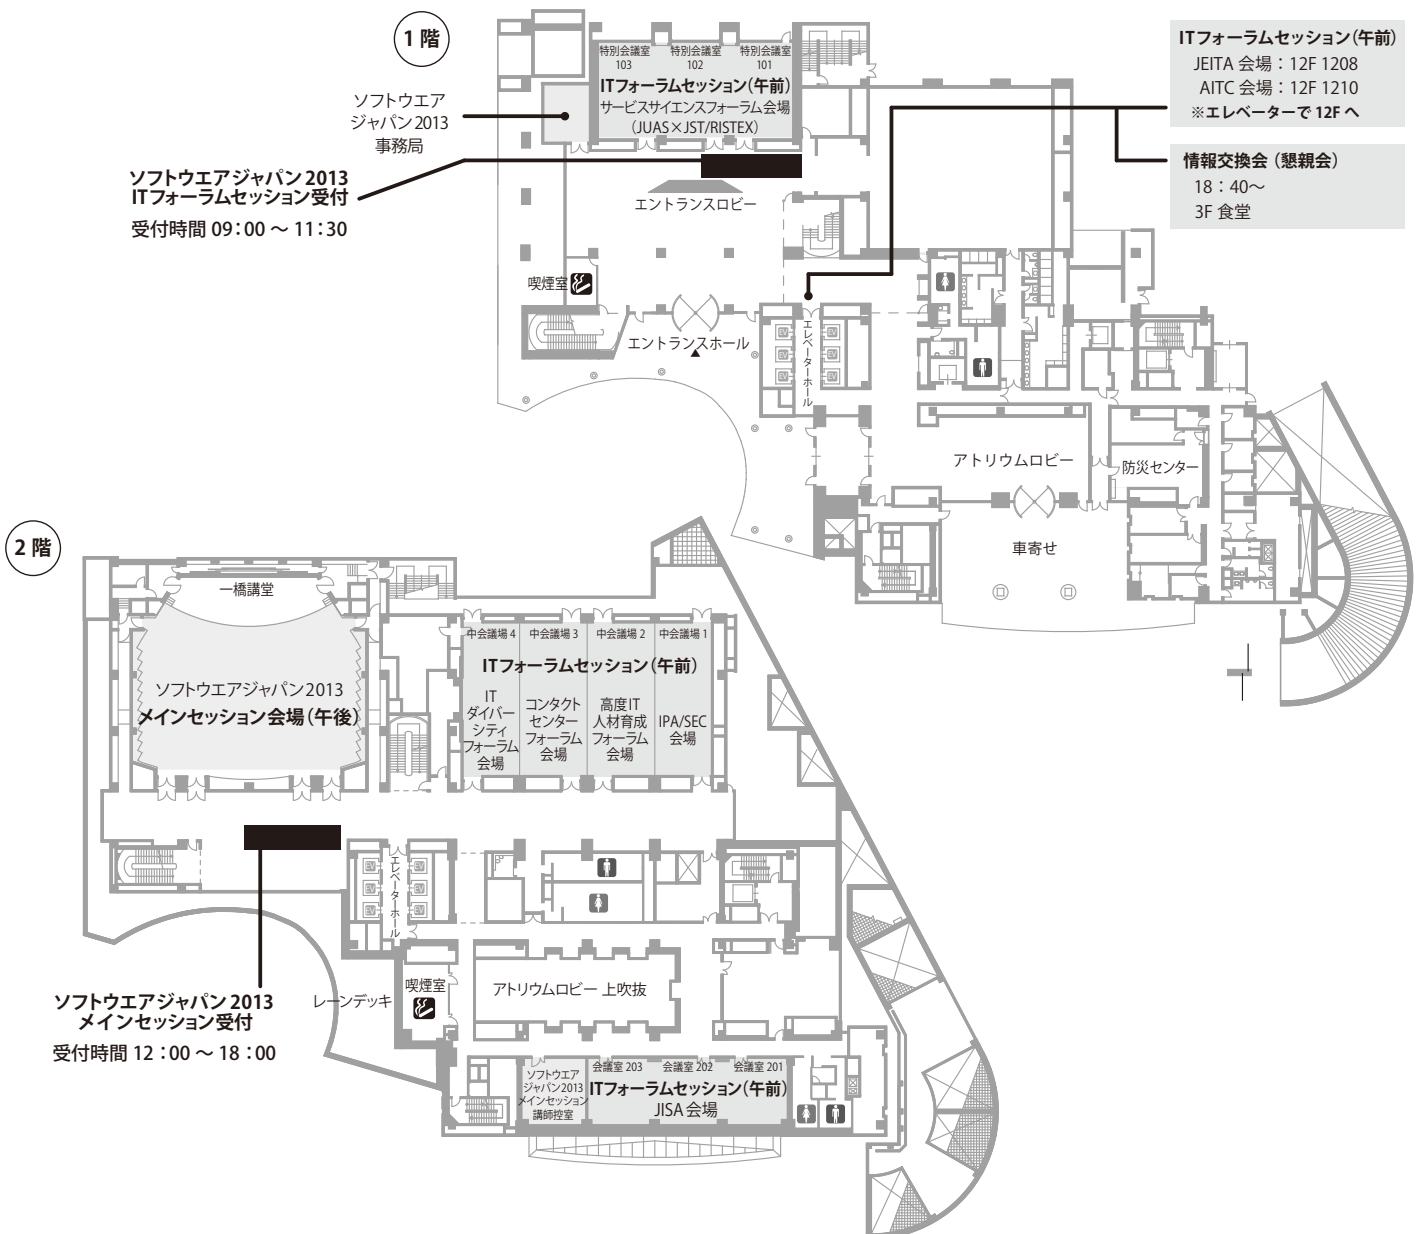 1 階
特別会議室
103
特別会議室
102
特別会議室
101
ITフォーラムセッション(午前)
サービスサイエンスフォーラム会場
(JUAS×JST/RISTEX)
ソフトウエア
ジャパン2013
事務局
ソフトウエアジャパン 2013
ITフォーラムセッション受付
受付時間 09:00 ~ 11:30
エントランスロビー
喫煙室
エントランスホール
エレベーターホール
EV
EV
EV
EV
EV
EV
ITフォーラムセッション(午前)
JEITA 会場:12F 1208
AITC 会場:12F 1210
※エレベーターで 12F へ
情報交換会(懇親会)
18:40~
3F 食堂
アトリウムロビー
防災センター
車寄せ
2 階
一橋講堂
ソフトウエアジャパン2013
メインセッション会場(午後)
中会議場 4
中会議場 3
中会議場 2
中会議場 1
ITフォーラムセッション(午前)
IT
ダイバー
シティ
フォーラム
会場
コンタクト
センター
フォーラム
会場
高度IT
人材育成
フォーラム
会場
IPA/SEC
会場
エレベーターホール
EV
EV
EV
EV
EV
EV
ソフトウエアジャパン 2013
メインセッション受付
受付時間 12:00 ~ 18:00
レーンデッキ
喫煙室
アトリウムロビー 上吹抜
ソフトウエア
ジャパン2013
メインセッション
講師控室
会議室 203
会議室 202
会議室 201
ITフォーラムセッション(午前)
JISA 会場